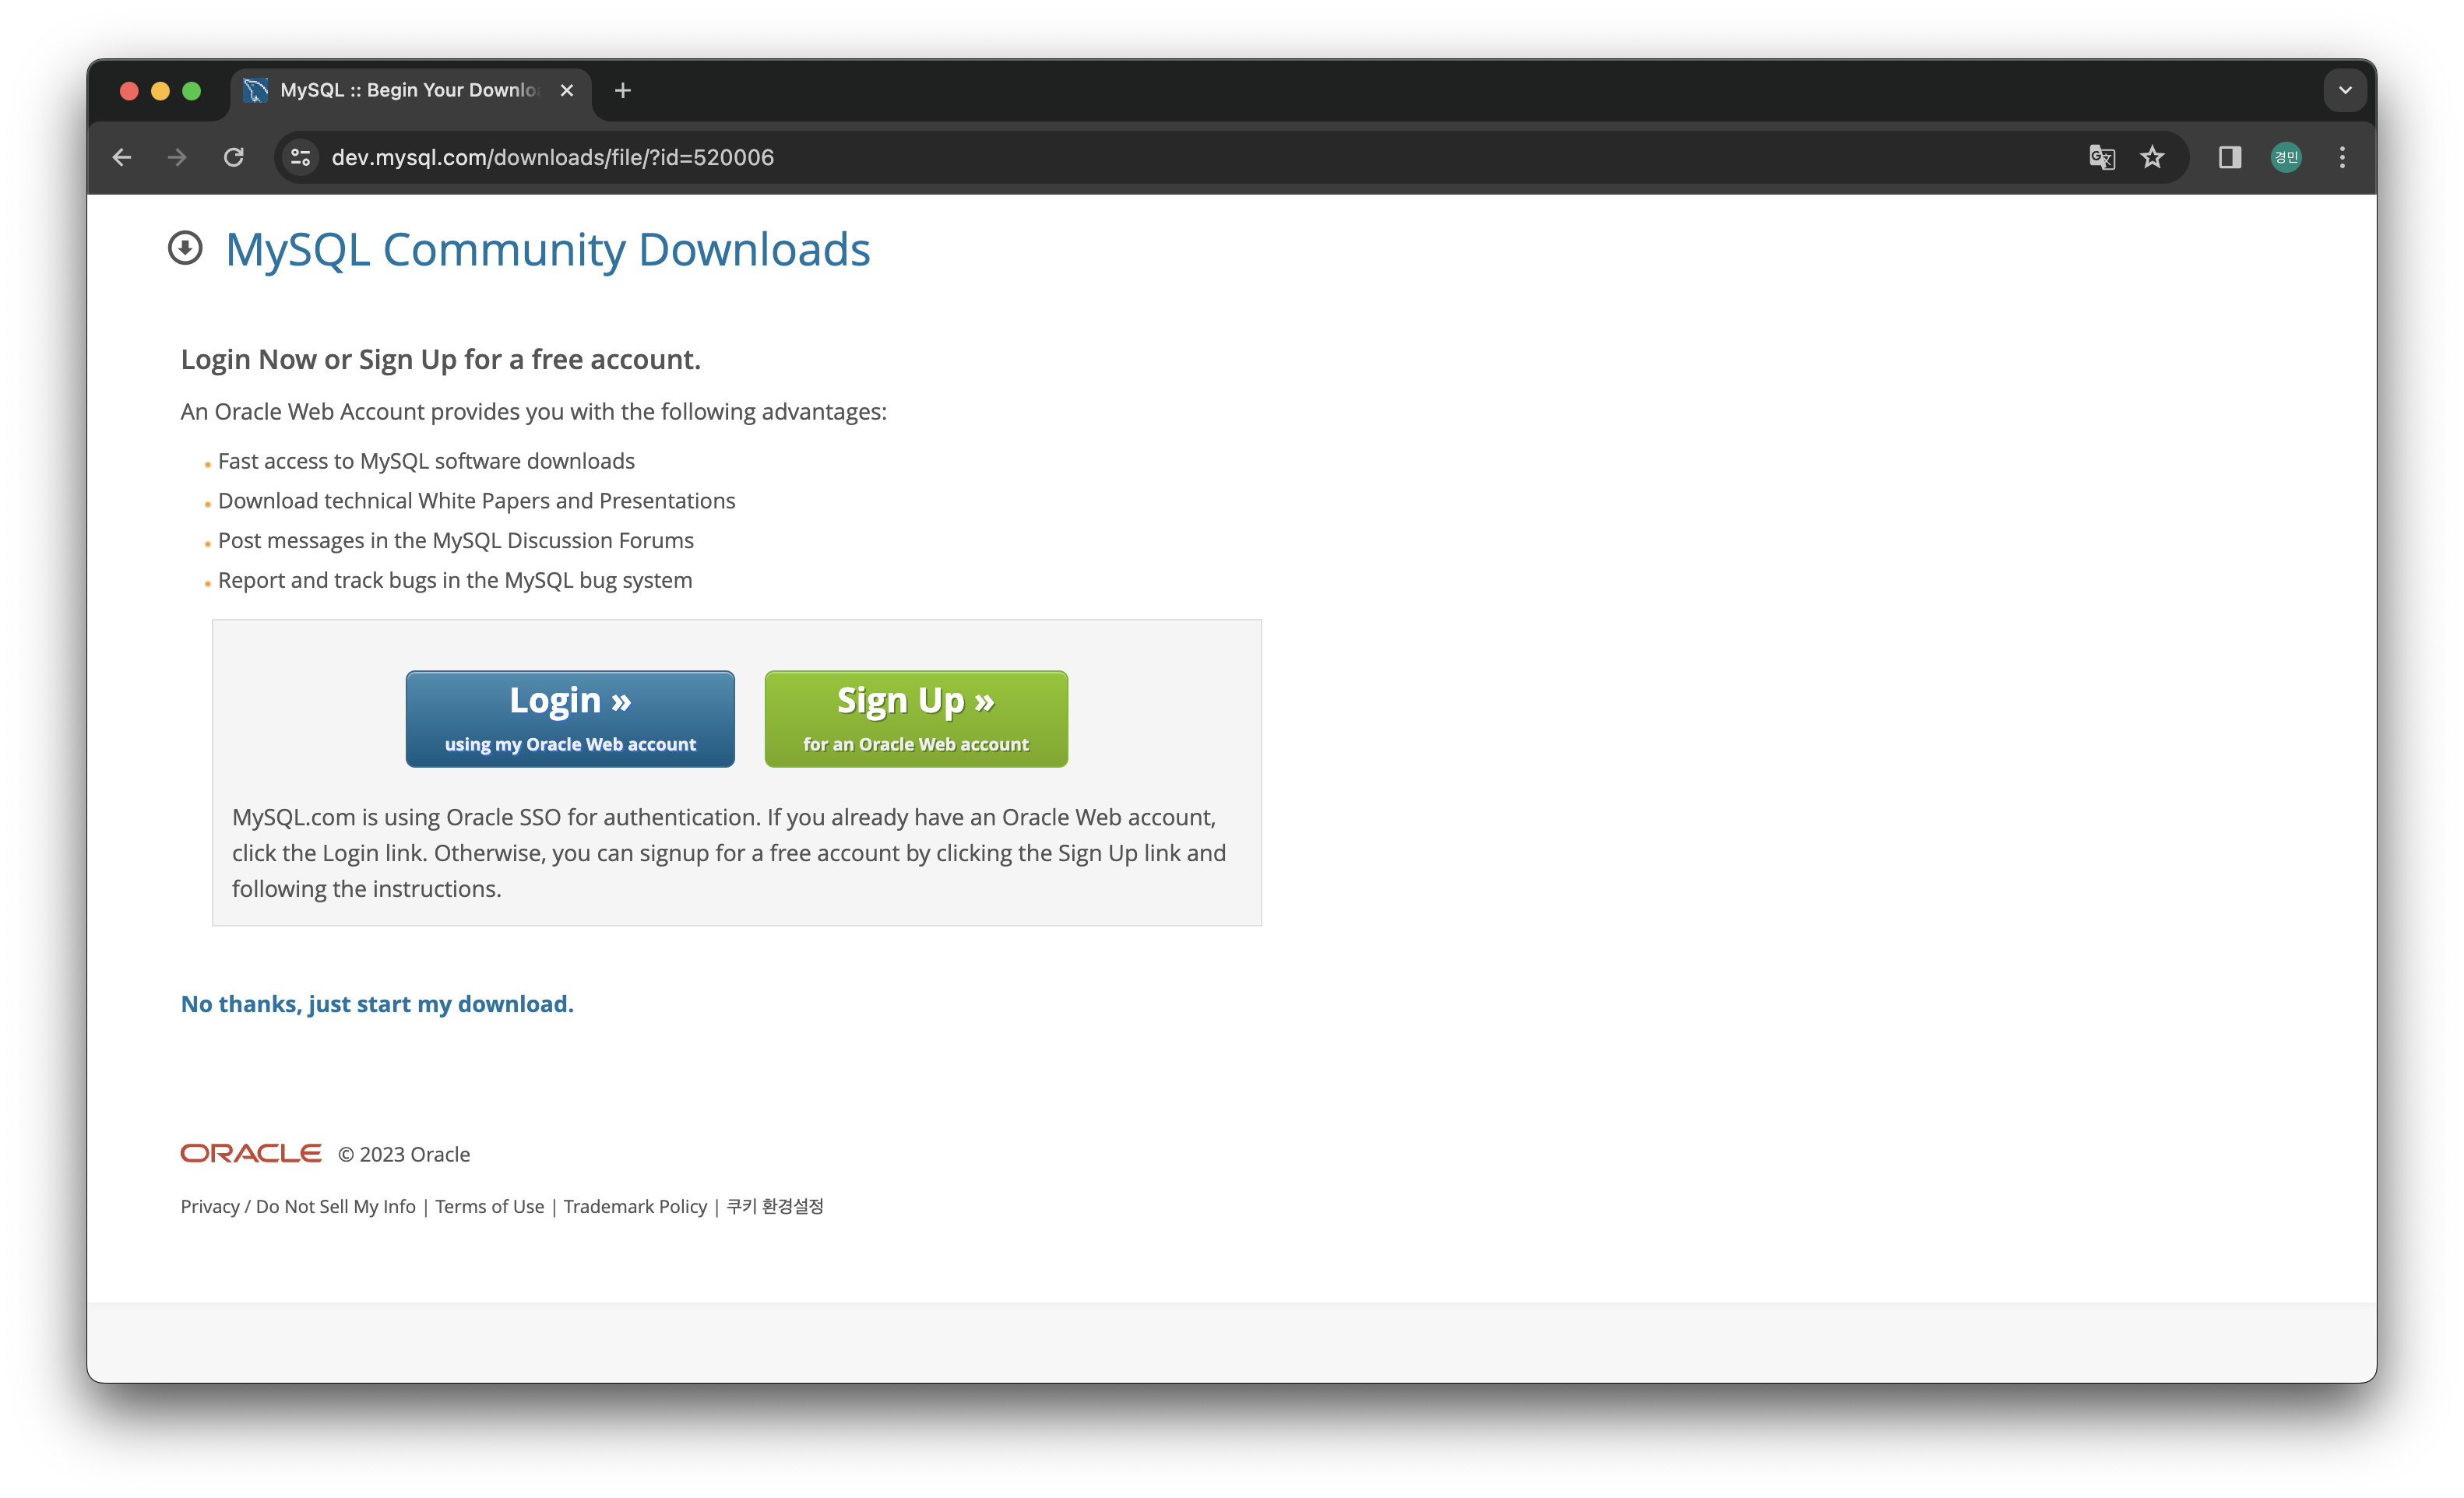 MySQL :: Begin Your Downlo
dev.mysql.com/downloads/file/?id=520006
경민
MySQL Community Downloads
Login Now or Sign Up for a free account.
An Oracle Web Account provides you with the following advantages:
Fast access to MySQL software downloads
Download technical White Papers and Presentations
Post messages in the MySQL Discussion Forums
Report and track bugs in the MySQL bug system
Login »
using my Oracle Web account
Sign Up »
for an Oracle Web account
MySQL.com is using Oracle SSO for authentication. If you already have an Oracle Web account,
click the Login link. Otherwise, you can signup for a free account by clicking the Sign Up link and
following the instructions.
No thanks, just start my download.
ORACLE © 2023 Oracle
Privacy / Do Not Sell My Info | Terms of Use | Trademark Policy | 쿠키 환경설정